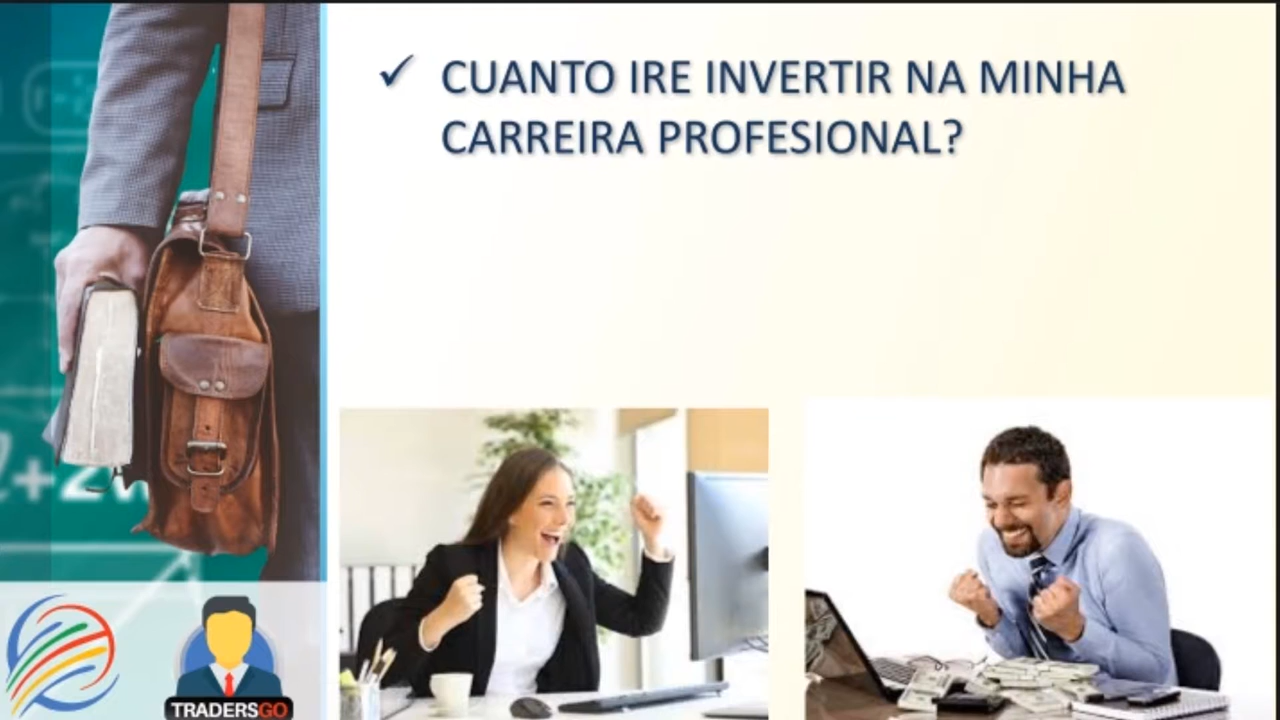 CUANTO IRE INVERTIR NA MINHA
CARREIRA PROFESIONAL?
TRADERSGO